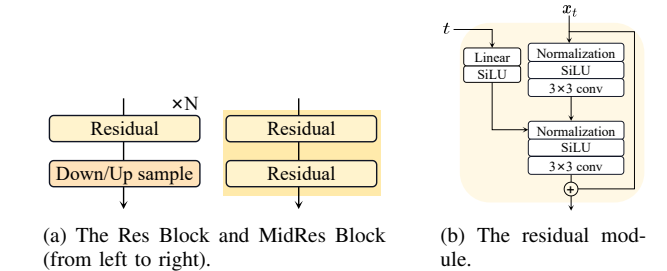 ×N
Residual
Down/Up sample
Residual
Residual
(a) The Res Block and MidRes Block
(from left to right).
x_t
t
Linear
SiLU
Normalization
SiLU
3×3 conv
Normalization
SiLU
3×3 conv
+
(b) The residual mod-
ule.